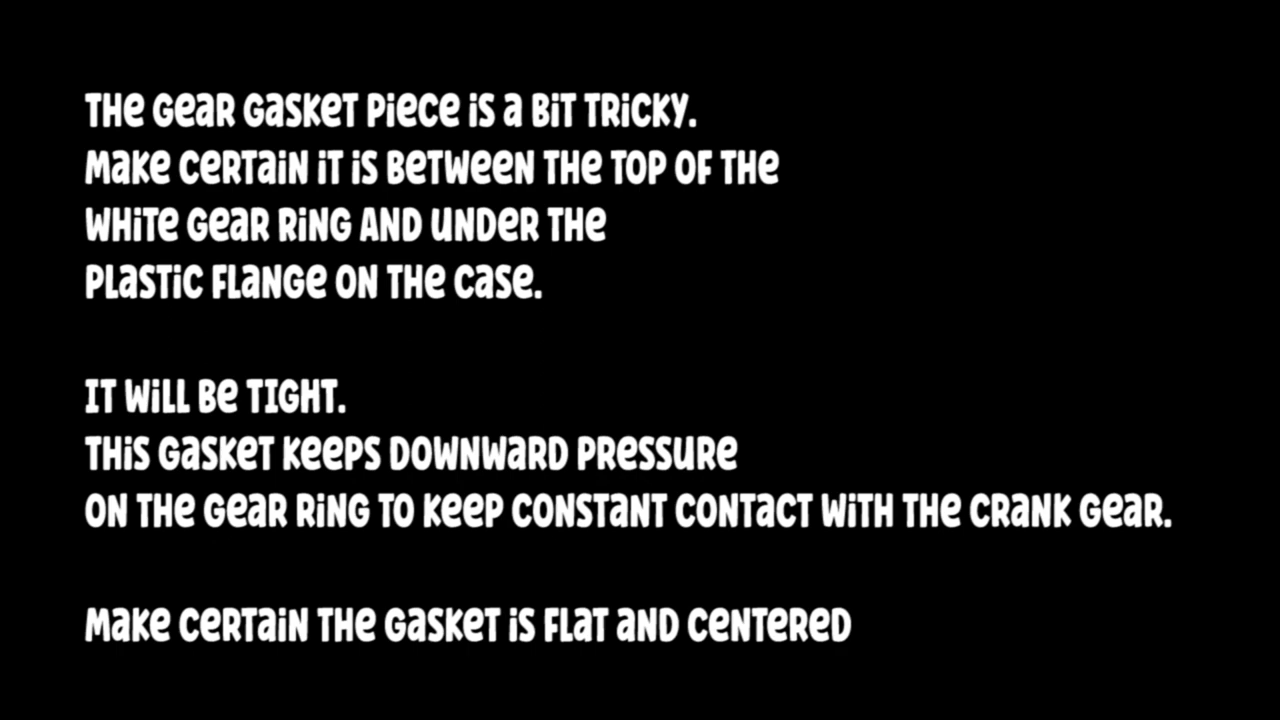 THE GEAR GASKET PIECE IS A BIT TRICKY.
MAKE CERTAIN IT IS BETWEEN THE TOP OF THE
WHITE GEAR RING AND UNDER THE
PLASTIC FLANGE ON THE CASE.
IT WILL BE TIGHT.
THIS GASKET KEEPS DOWNWARD PRESSURE
ON THE GEAR RING TO KEEP CONSTANT CONTACT WITH THE CRANK GEAR.
MAKE CERTAIN THE GASKET IS FLAT AND CENTERED